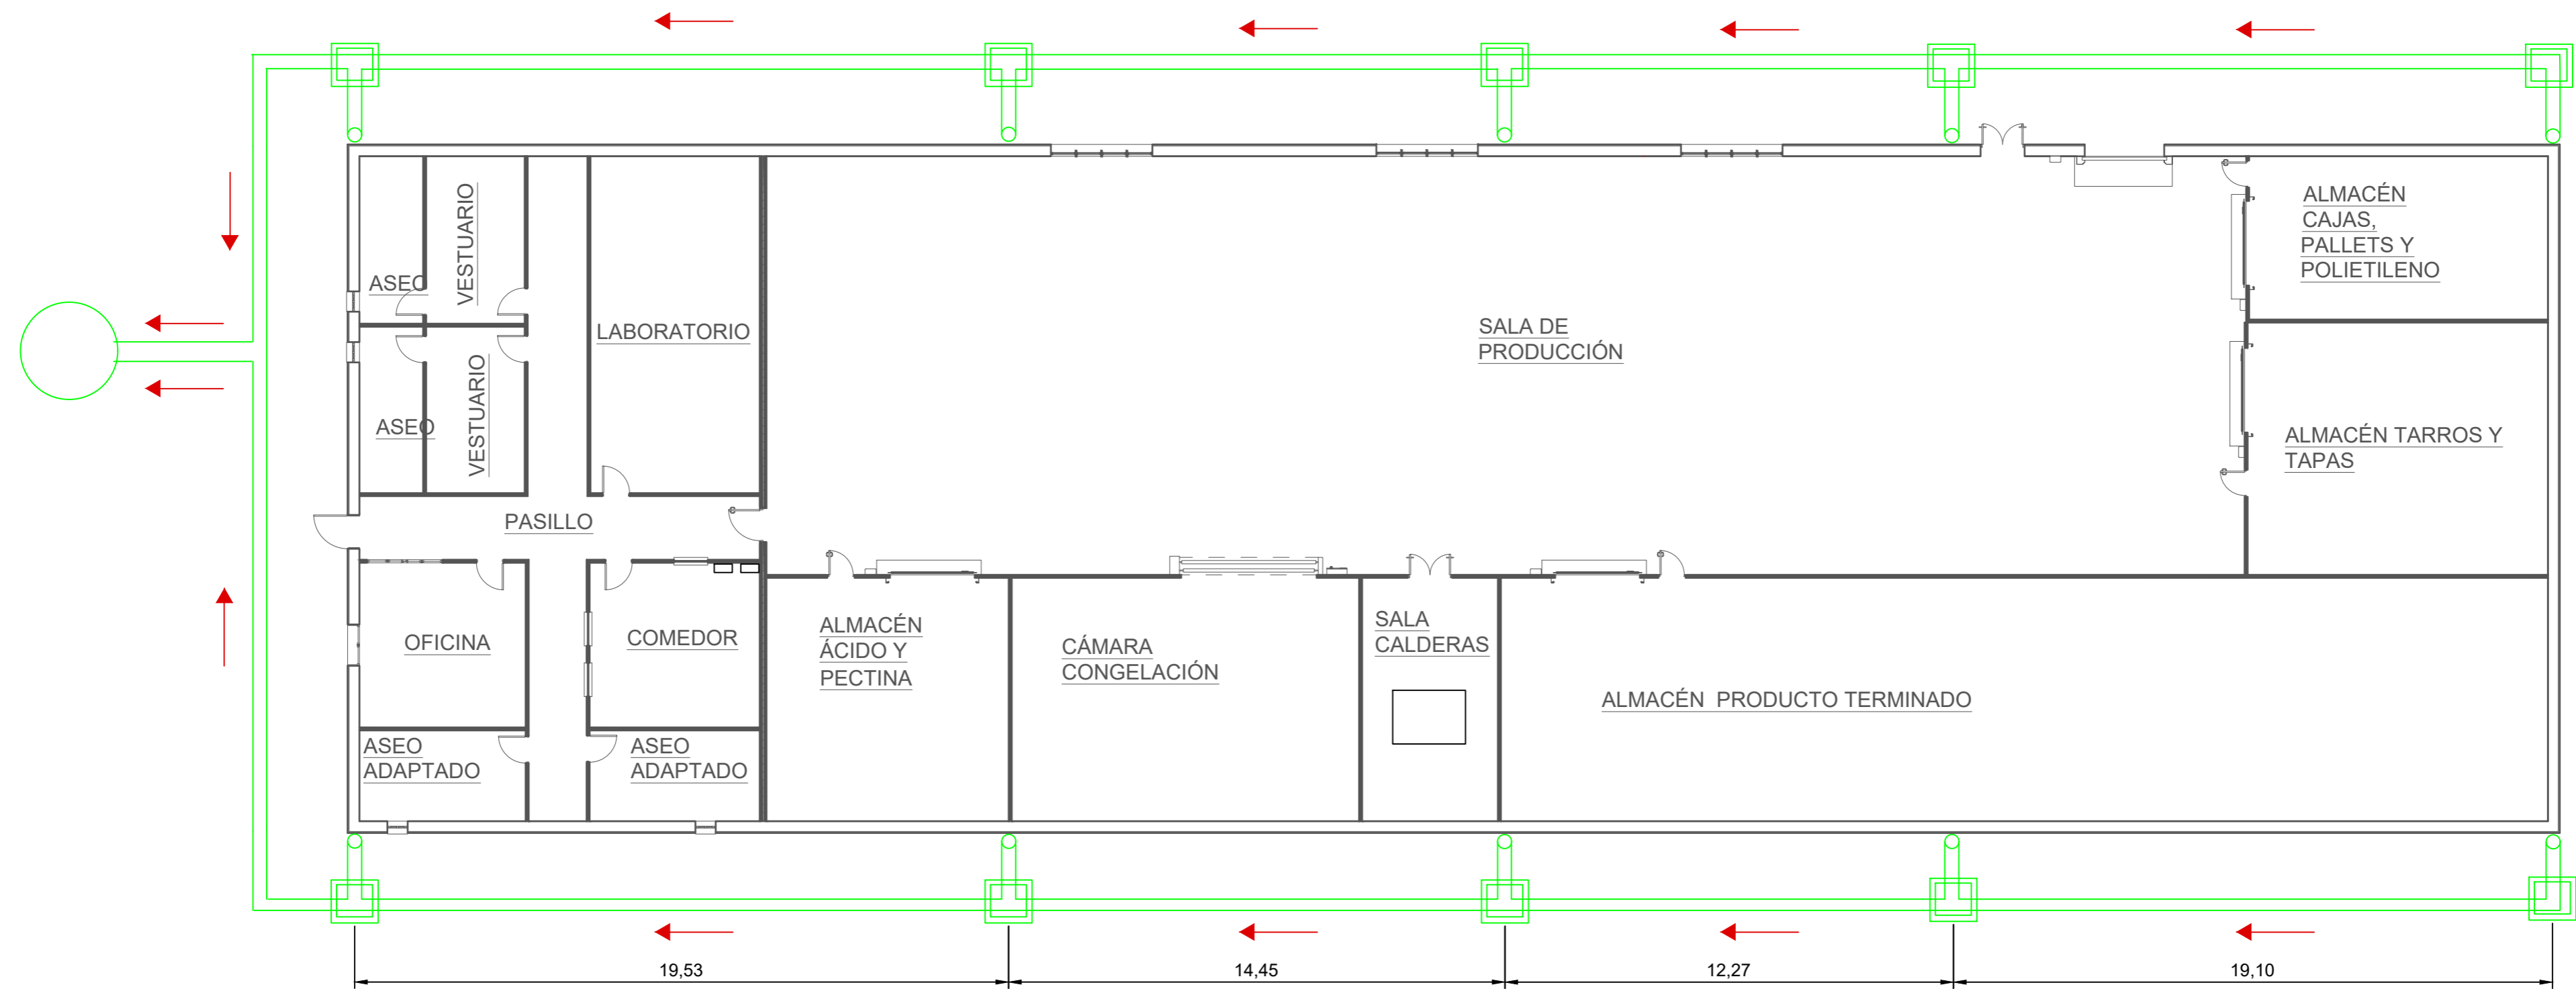 ALMACÉN
CAJAS,
PALLETS Y
POLIETILENO
VESTUARIO
ASEO
LABORATORIO
SALA DE
PRODUCCIÓN
VESTUARIO
ASEO
ALMACÉN TARROS Y
TAPAS
PASILLO
OFICINA
COMEDOR
ALMACÉN
ÁCIDO Y
PECTINA
CÁMARA
CONGELACIÓN
SALA
CALDERAS
ALMACÉN PRODUCTO TERMINADO
ASEO
ADAPTADO
ASEO
ADAPTADO
19,53
14,45
12,27
19,10